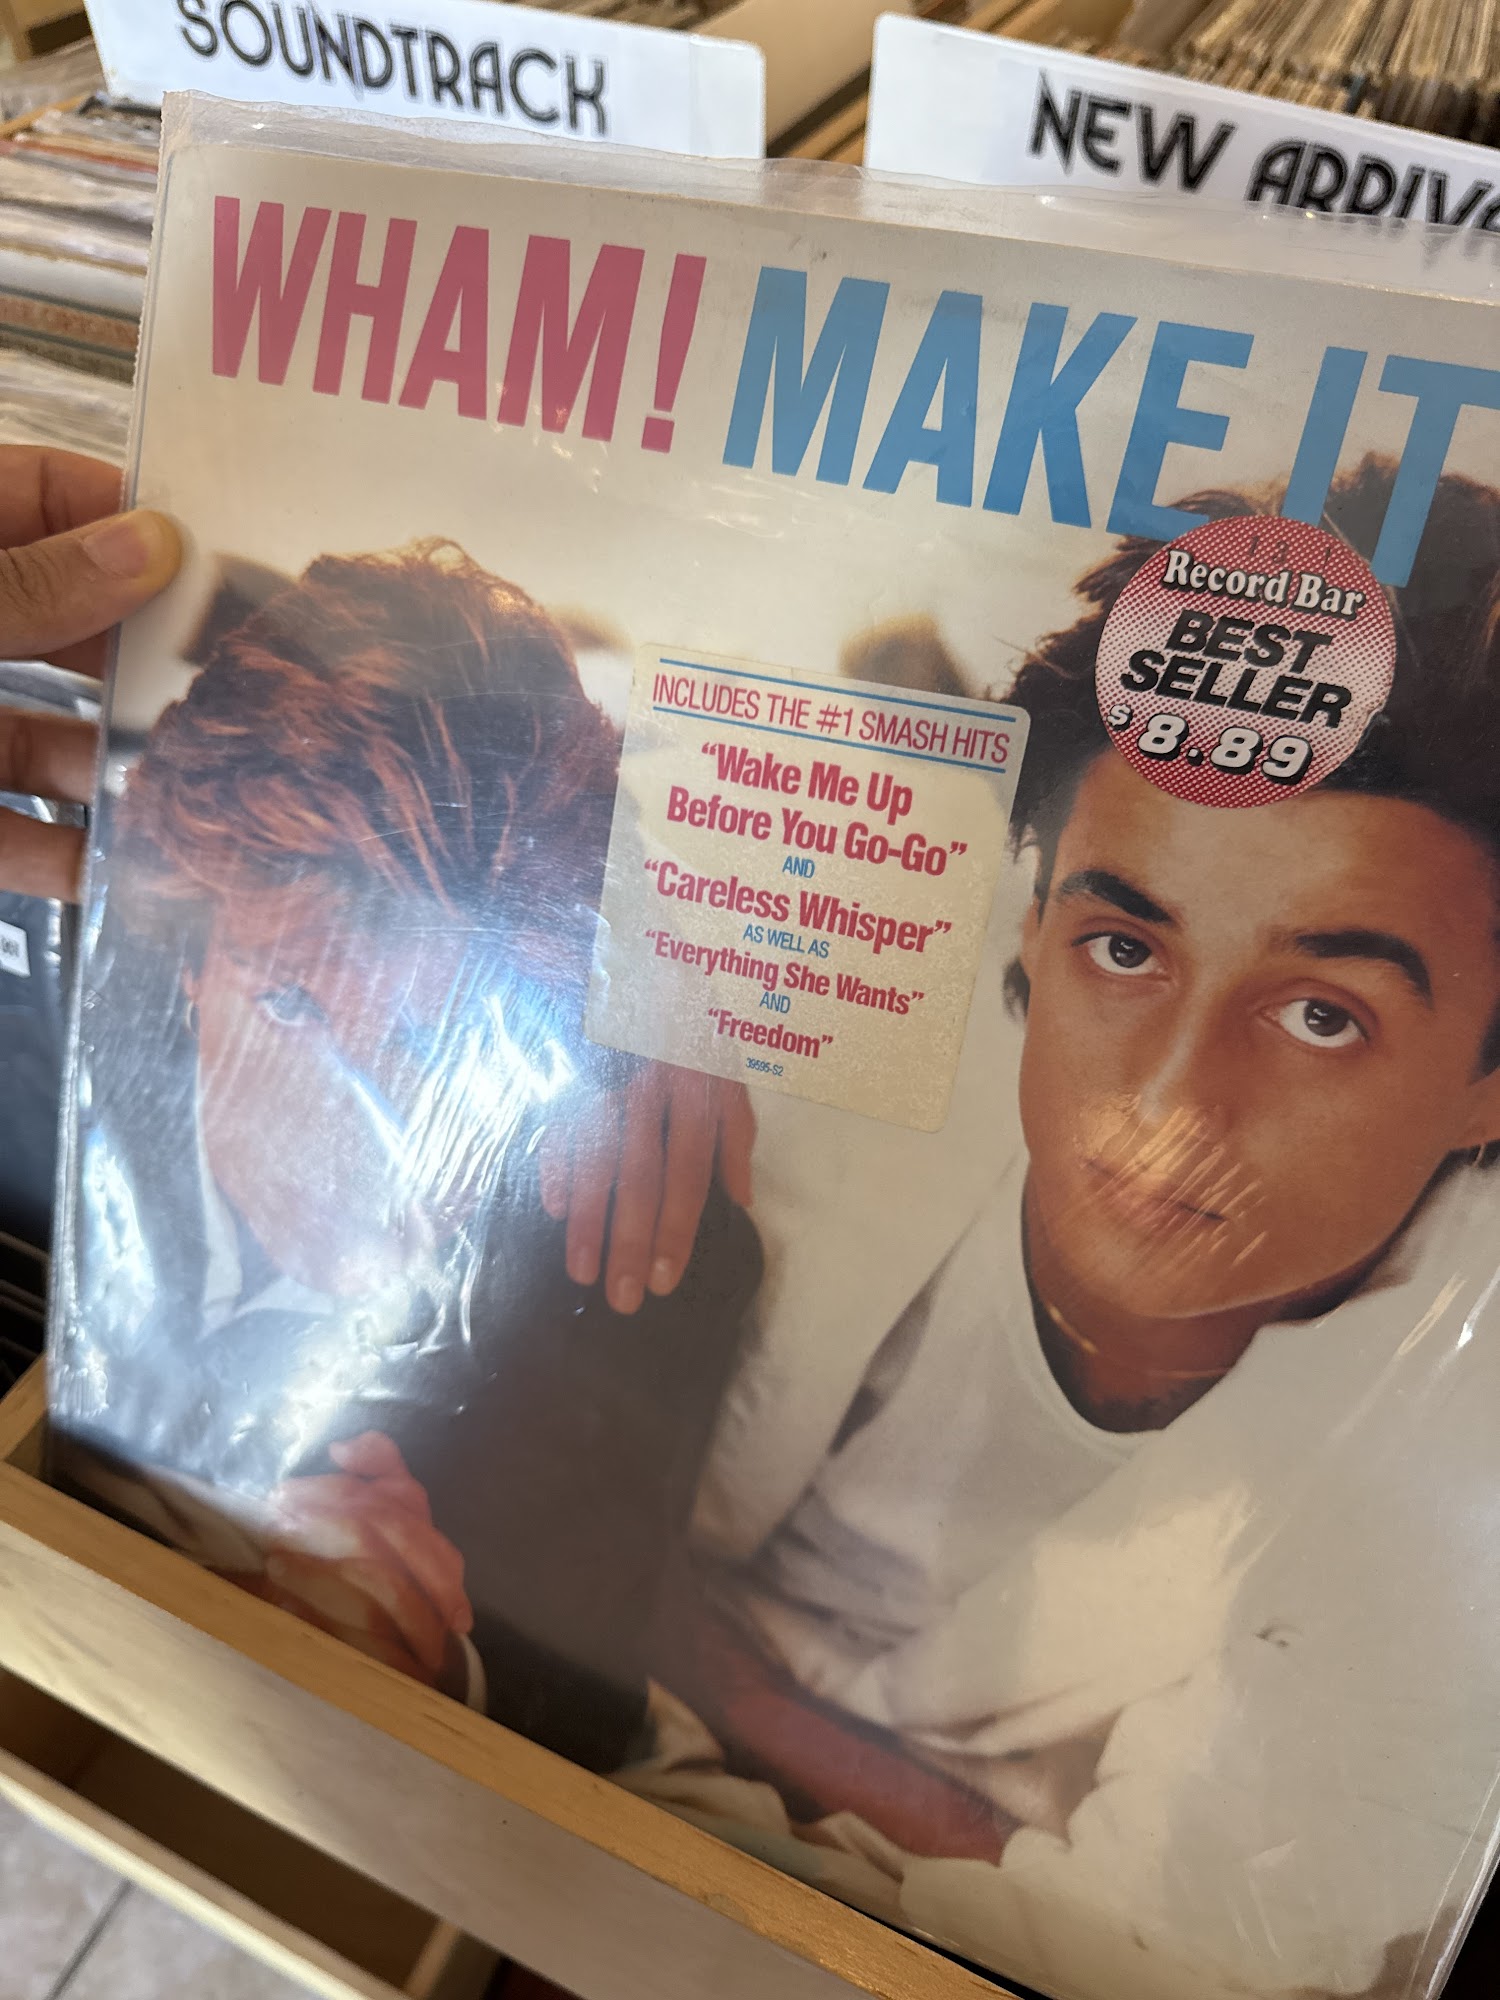 SOUNDTRACK
NEW ARRIV
WHAM! MAKE IT
Record Bar
BEST
SELLER
$8.89
INCLUDES THE #1 SMASH HITS
“Wake Me Up
Before You Go-Go”
AND
“Careless Whisper”
AS WELL AS
“Everything She Wants”
AND
“Freedom”
39595-S2